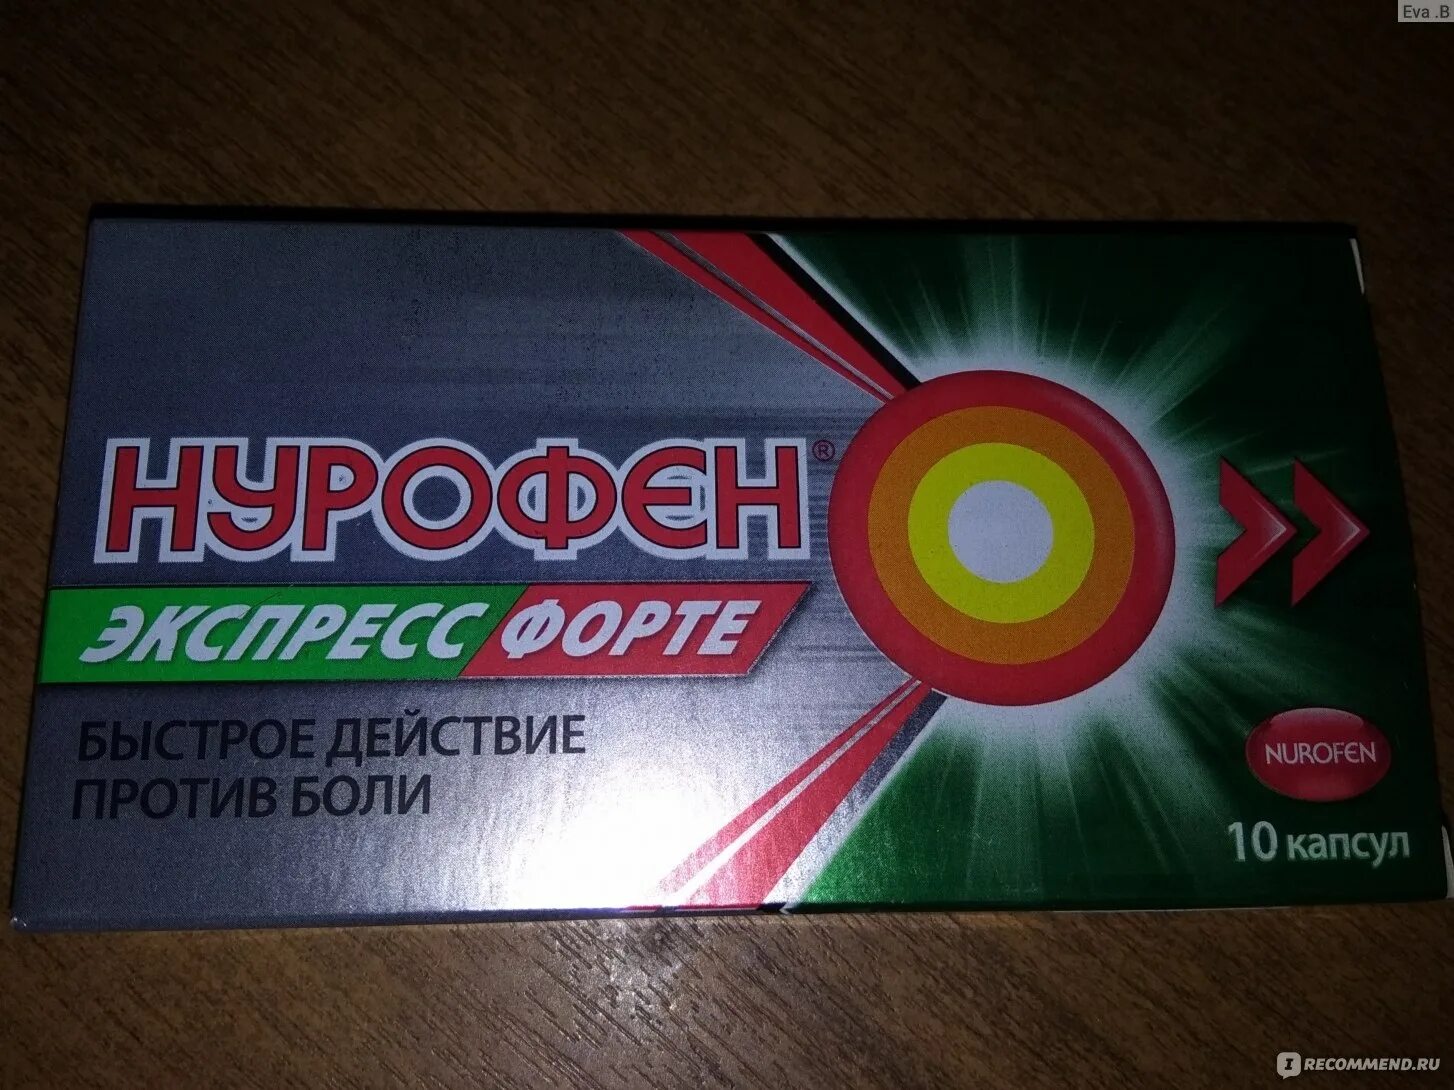 Eva .B
НУРОФЕН®
ЭКСПРЕСС ФОРТЕ
БЫСТРОЕ ДЕЙСТВИЕ
ПРОТИВ БОЛИ
NUROFEN
10 капсул
I RECOMMEND.RU